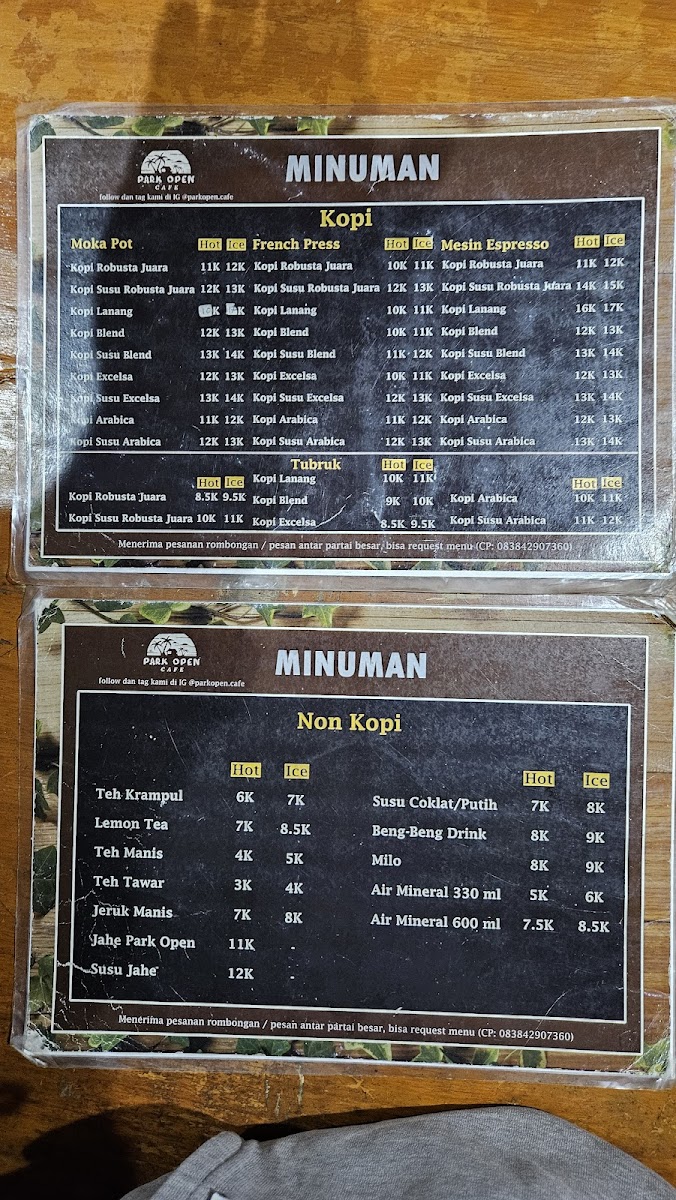 PARK OPEN
CAFE
follow dan tag kami di IG @parkopen.cafe
MINUMAN
Kopi
Moka Pot Hot Ice French Press Hot Ice Mesin Espresso Hot Ice
Kopi Robusta Juara 11K 12K Kopi Robusta Juara 10K 11K Kopi Robusta Juara 11K 12K
Kopi Susu Robusta Juara 12K 13K Kopi Susu Robusta Juara 12K 13K Kopi Susu Robusta Juara 14K 15K
Kopi Lanang Kopi Lanang 10K 11K Kopi Lanang 16K 17K
Kopi Blend 12K 13K Kopi Blend 10K 11K Kopi Blend 12K 13K
Kopi Susu Blend 13K 14K Kopi Susu Blend 11K 12K Kopi Susu Blend 13K 14K
Kopi Excelsa 12K 13K Kopi Excelsa 10K 11K Kopi Excelsa 12K 13K
Kopi Susu Excelsa 13K 14K Kopi Susu Excelsa 12K 13K Kopi Susu Excelsa 13K 14K
Kopi Arabica 11K 12K Kopi Arabica 11K 12K Kopi Arabica 12K 13K
Kopi Susu Arabica 12K 13K Kopi Susu Arabica 12K 13K Kopi Susu Arabica 13K 14K
Tubruk Hot Ice
Kopi Lanang 10K 11K
Hot Ice Hot Ice
Kopi Robusta Juara 8.5K 9.5K Kopi Blend 9K 10K Kopi Arabica 10K 11K
Kopi Susu Robusta Juara 10K 11K Kopi Excelsa 8.5K 9.5K Kopi Susu Arabica 11K 12K
Menerima pesanan rombongan / pesan antar partai besar, bisa request menu (CP: 083842907360)
PARK OPEN
CAFE
follow dan tag kami di IG @parkopen.cafe
MINUMAN
Non Kopi
Hot Ice
Teh Krampul 6K 7K
Lemon Tea 7K 8.5K
Teh Manis 4K 5K
Teh Tawar 3K 4K
Jeruk Manis 7K 8K
Jahe Park Open 11K -
Susu Jahe 12K -
Hot Ice
Susu Coklat/Putih 7K 8K
Beng-Beng Drink 8K 9K
Milo 8K 9K
Air Mineral 330 ml 5K 6K
Air Mineral 600 ml 7.5K 8.5K
Menerima pesanan rombongan / pesan antar partai besar, bisa request menu (CP: 083842907360)